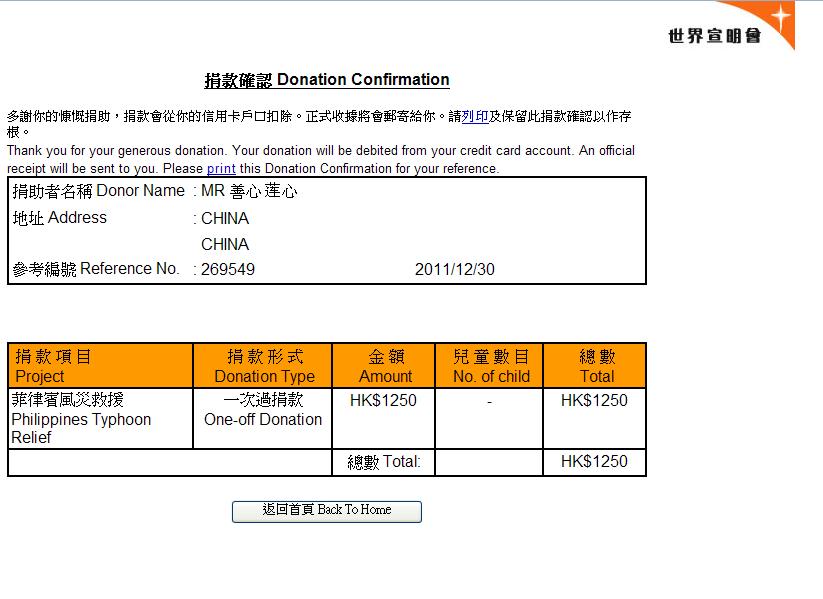 世界宣明會
捐款確認 Donation Confirmation
多謝你的慷慨捐助，捐款會從你的信用卡戶口扣除。正式收據將會郵寄給你。請列印及保留此捐款確認以作存
根。
Thank you for your generous donation. Your donation will be debited from your credit card account. An official
receipt will be sent to you. Please print this Donation Confirmation for your reference.
捐助者名稱 Donor Name : MR 善心莲心
地址 Address : CHINA
CHINA
參考編號 Reference No. : 269549 2011/12/30
捐款項目 捐款形式 金額 兒童數目 總數
Project Donation Type Amount No. of child Total
菲律賓風災救援 一次過捐款 HK$1250 - HK$1250
Philippines Typhoon One-off Donation
Relief
總數 Total: HK$1250
返回首頁 Back To Home